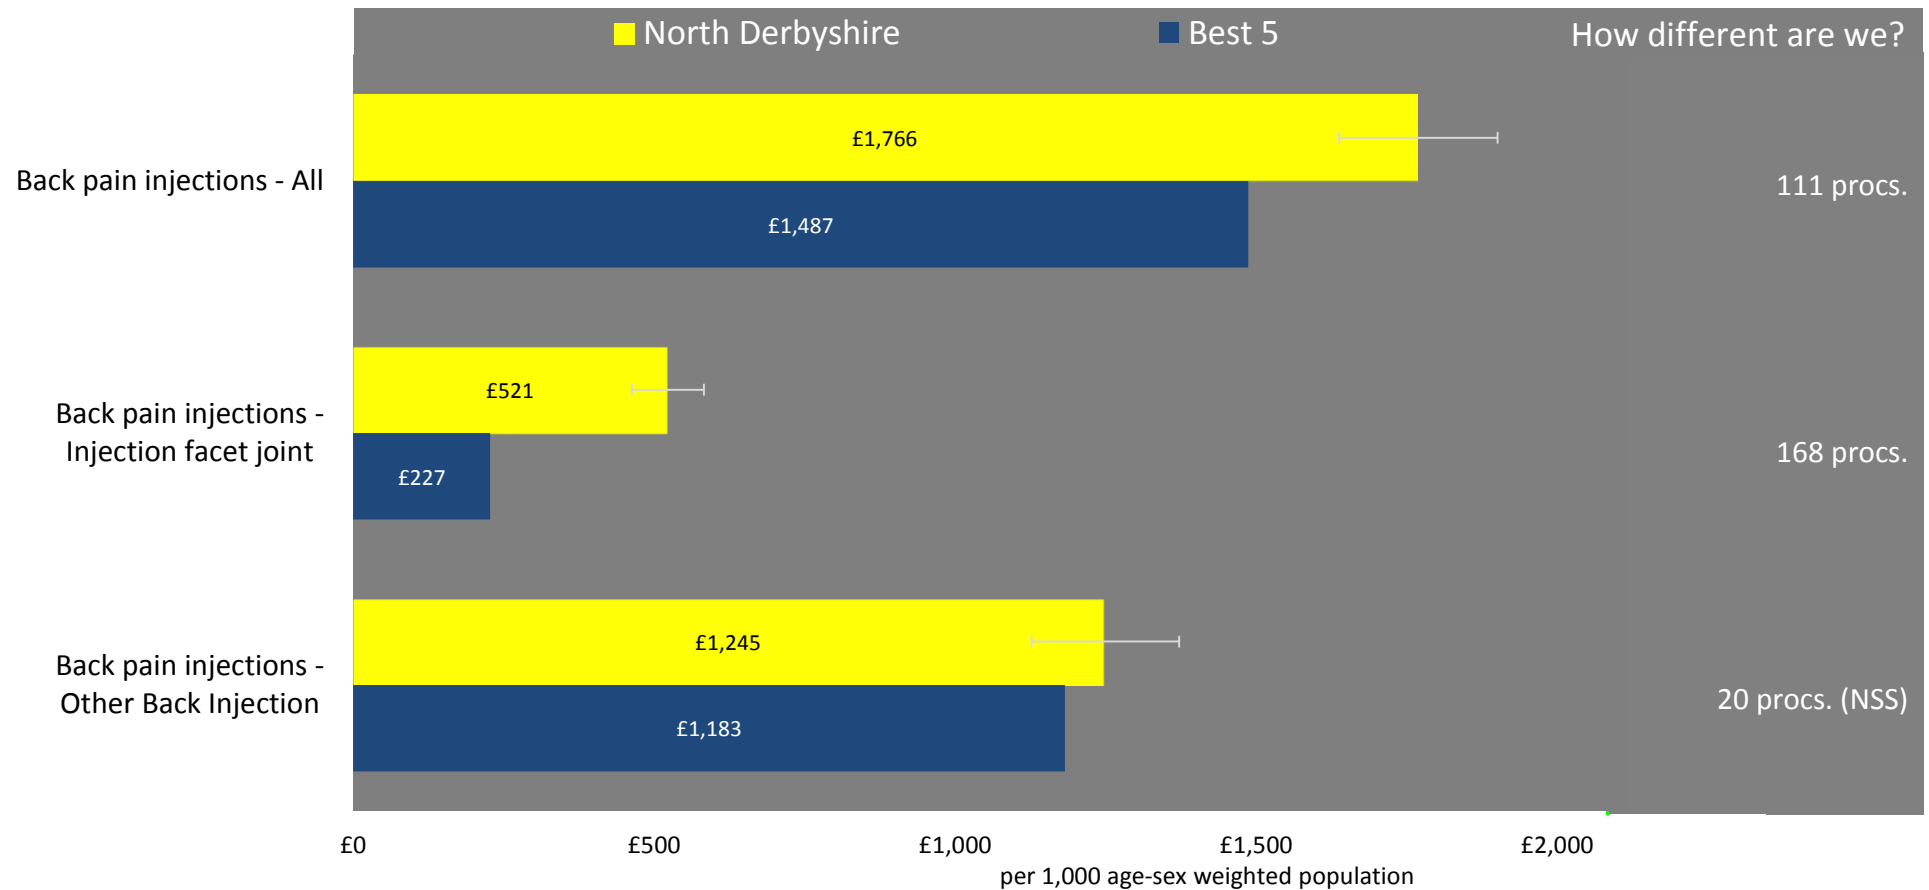 North Derbyshire
Best 5
How different are we?
Back pain injections - All
£1,766
£1,487
111 procs.
Back pain injections -
Injection facet joint
£521
£227
168 procs.
Back pain injections -
Other Back Injection
£1,245
£1,183
20 procs. (NSS)
£0
£500
£1,000
£1,500
£2,000
per 1,000 age-sex weighted population